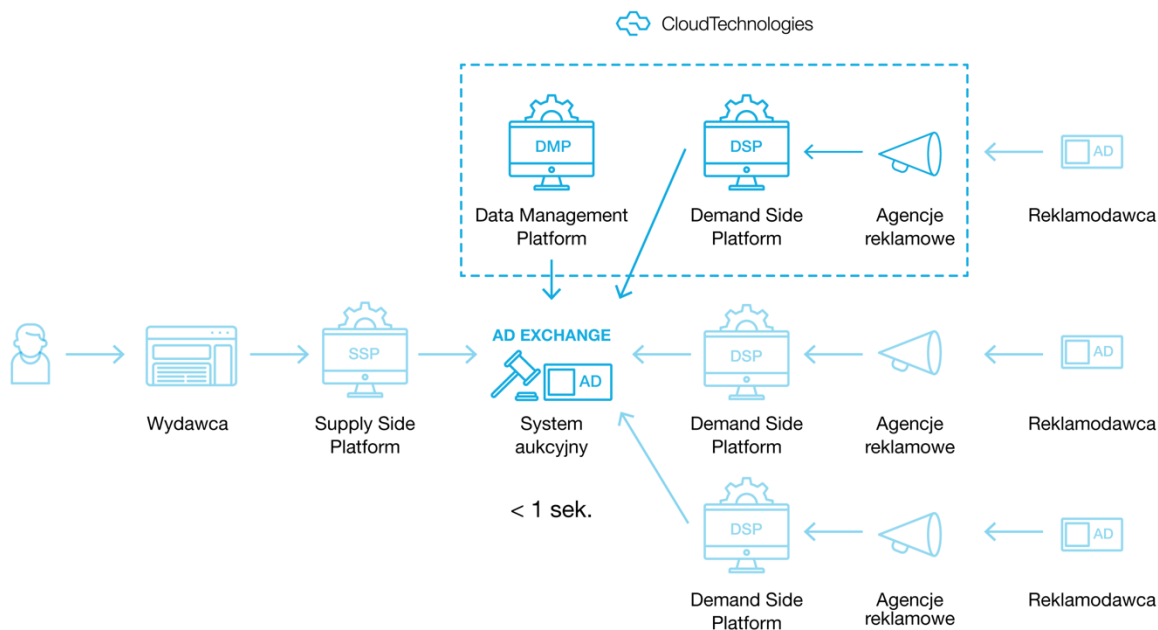 CloudTechnologies
DMP
DSP
AD
Data Management
Platform
Demand Side
Platform
Agencje
reklamowe
Reklamodawca
AD EXCHANGE
SSP
AD
DSP
AD
Wydawca
Supply Side
Platform
System
aukcyjny
Demand Side
Platform
Agencje
reklamowe
Reklamodawca
< 1 sek.
DSP
AD
Demand Side
Platform
Agencje
reklamowe
Reklamodawca